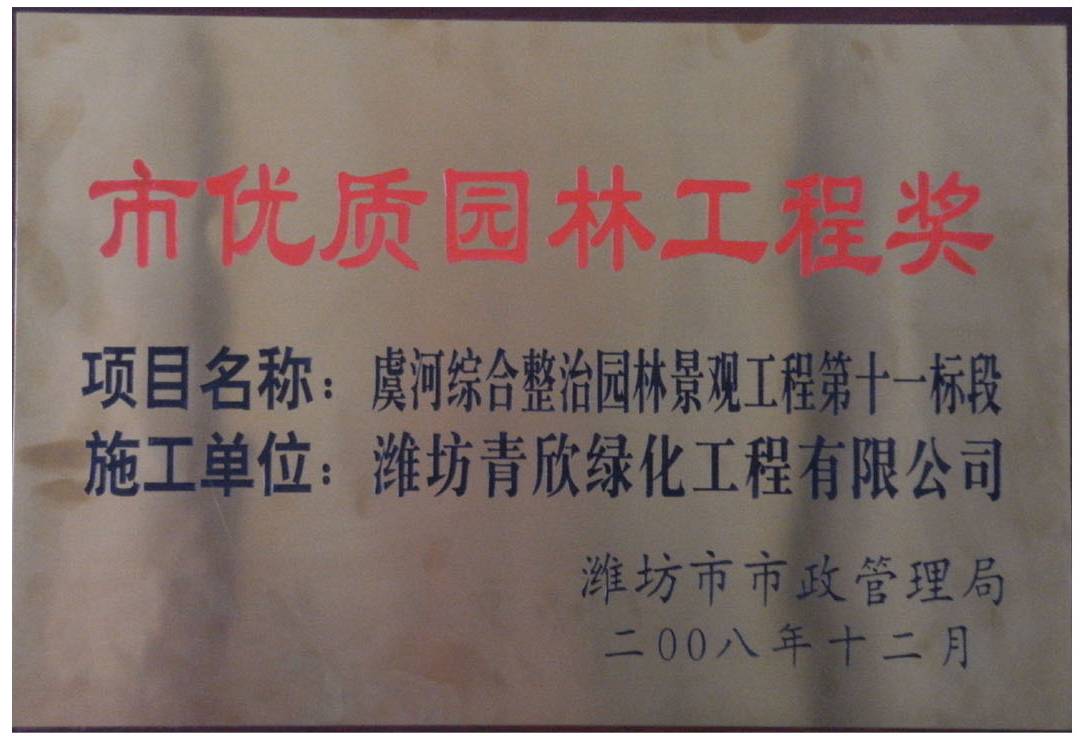 市优质园林工程奖
项目名称：虞河综合整治园林景观工程第十一标段
施工单位：潍坊青欣绿化工程有限公司
潍坊市市政管理局
二00八年十二月